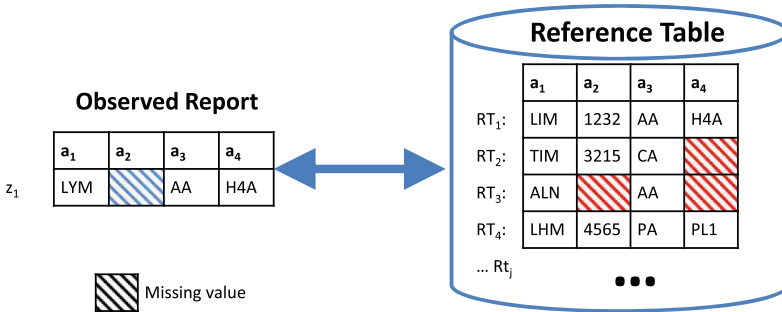 Reference Table
Observed Report
a1 a2 a3 a4
z1 LYM AA H4A
Missing value
a1 a2 a3 a4
RT1: LIM 1232 AA H4A
RT2: TIM 3215 CA
RT3: ALN AA
RT4: LHM 4565 PA PL1
... Rtj
...